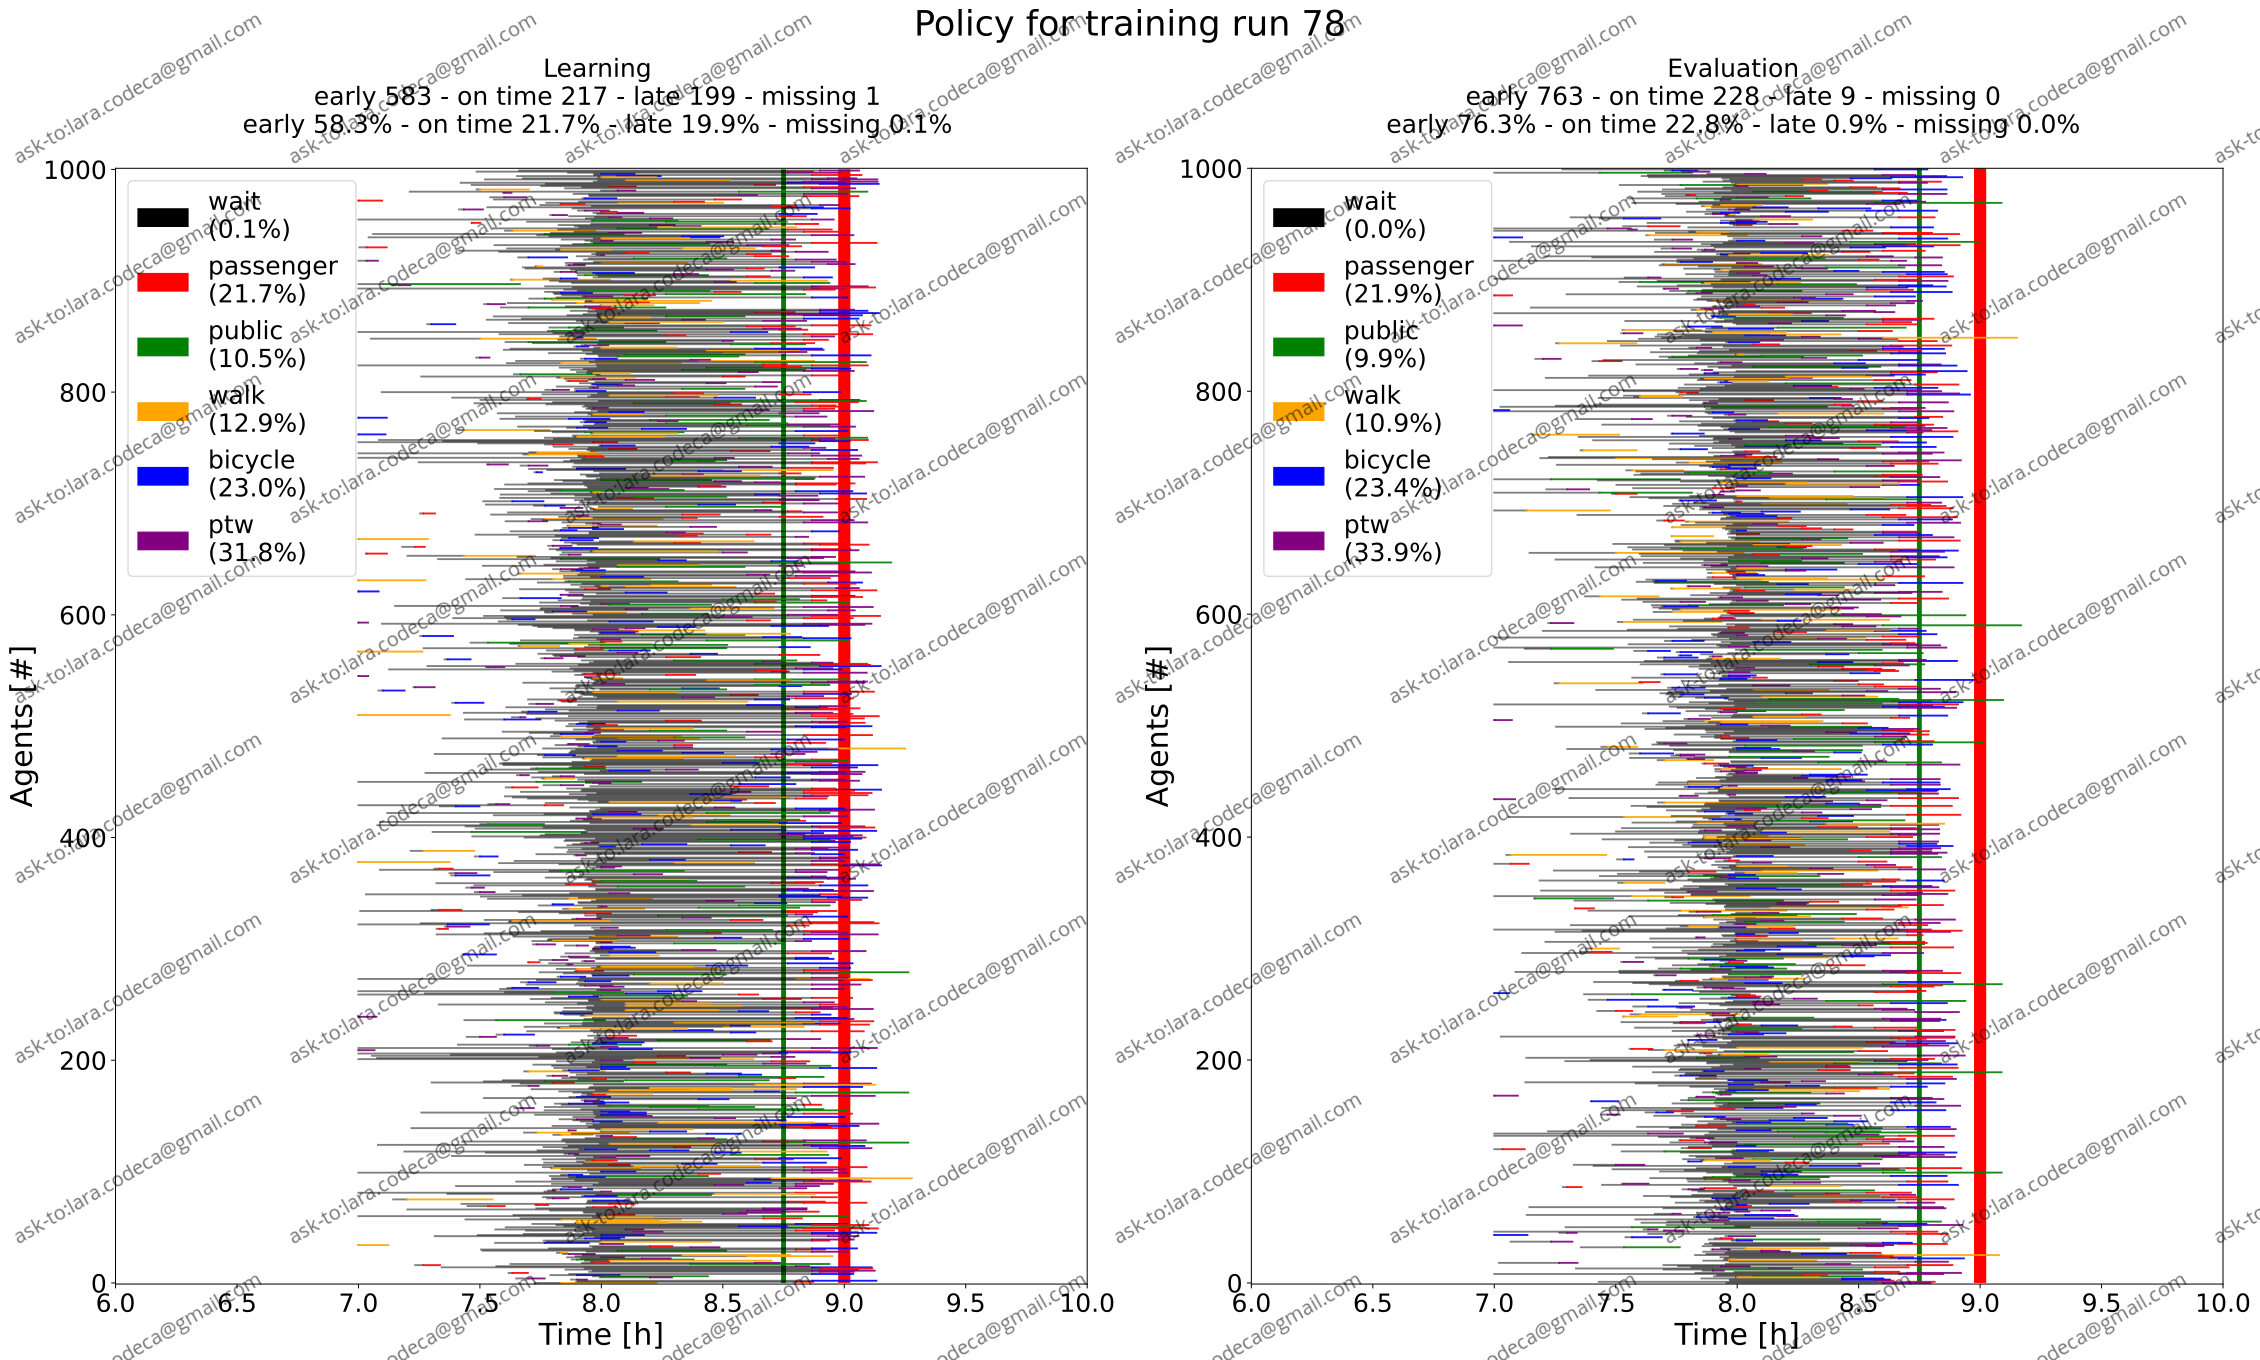 Policy for training run 78
Learning
early 583 - on time 217 - late 199 - missing 1
early 58.3% - on time 21.7% - late 19.9% - missing 0.1%
Evaluation
early 763 - on time 228 - late 9 - missing 0
early 76.3% - on time 22.8% - late 0.9% - missing 0.0%
1000
800
600
400
200
0
Agents [#]
wait
(0.1%)
passenger
(21.7%)
public
(10.5%)
walk
(12.9%)
bicycle
(23.0%)
ptw
(31.8%)
6.0 6.5 7.0 7.5 8.0 8.5 9.0 9.5 10.0
Time [h]
1000
800
600
400
200
0
Agents [#]
wait
(0.0%)
passenger
(21.9%)
public
(9.9%)
walk
(10.9%)
bicycle
(23.4%)
ptw
(33.9%)
6.0 6.5 7.0 7.5 8.0 8.5 9.0 9.5 10.0
Time [h]
ask-to:lara.codeca@gmail.com